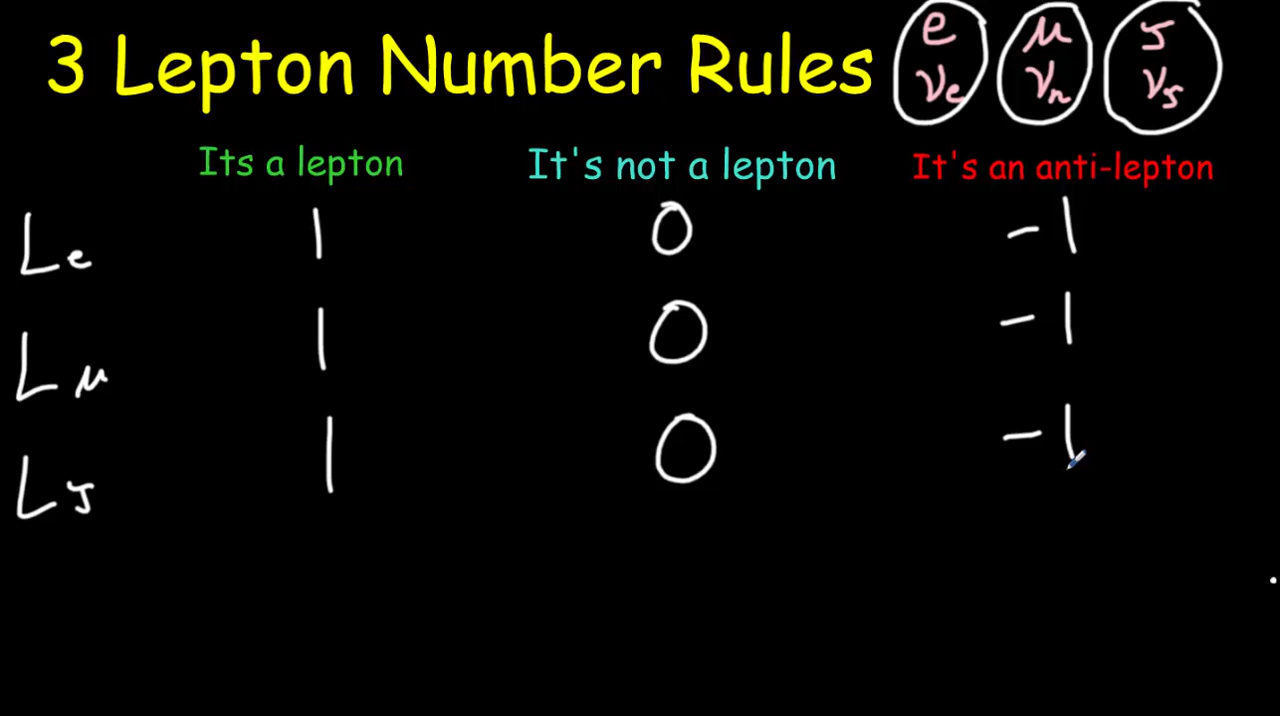 3 Lepton Number Rules
e μ τ
νe νμ ντ
Its a lepton It's not a lepton It's an anti-lepton
Le 1 0 -1
Lμ 1 0 -1
Lτ 1 0 -1